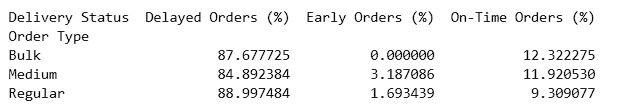 Delivery Status  Delayed Orders (%)  Early Orders (%)  On-Time Orders (%)
Order Type
Bulk                      87.677725          0.000000           12.322275
Medium                    84.892384          3.187086           11.920530
Regular                   88.997484          1.693439            9.309077